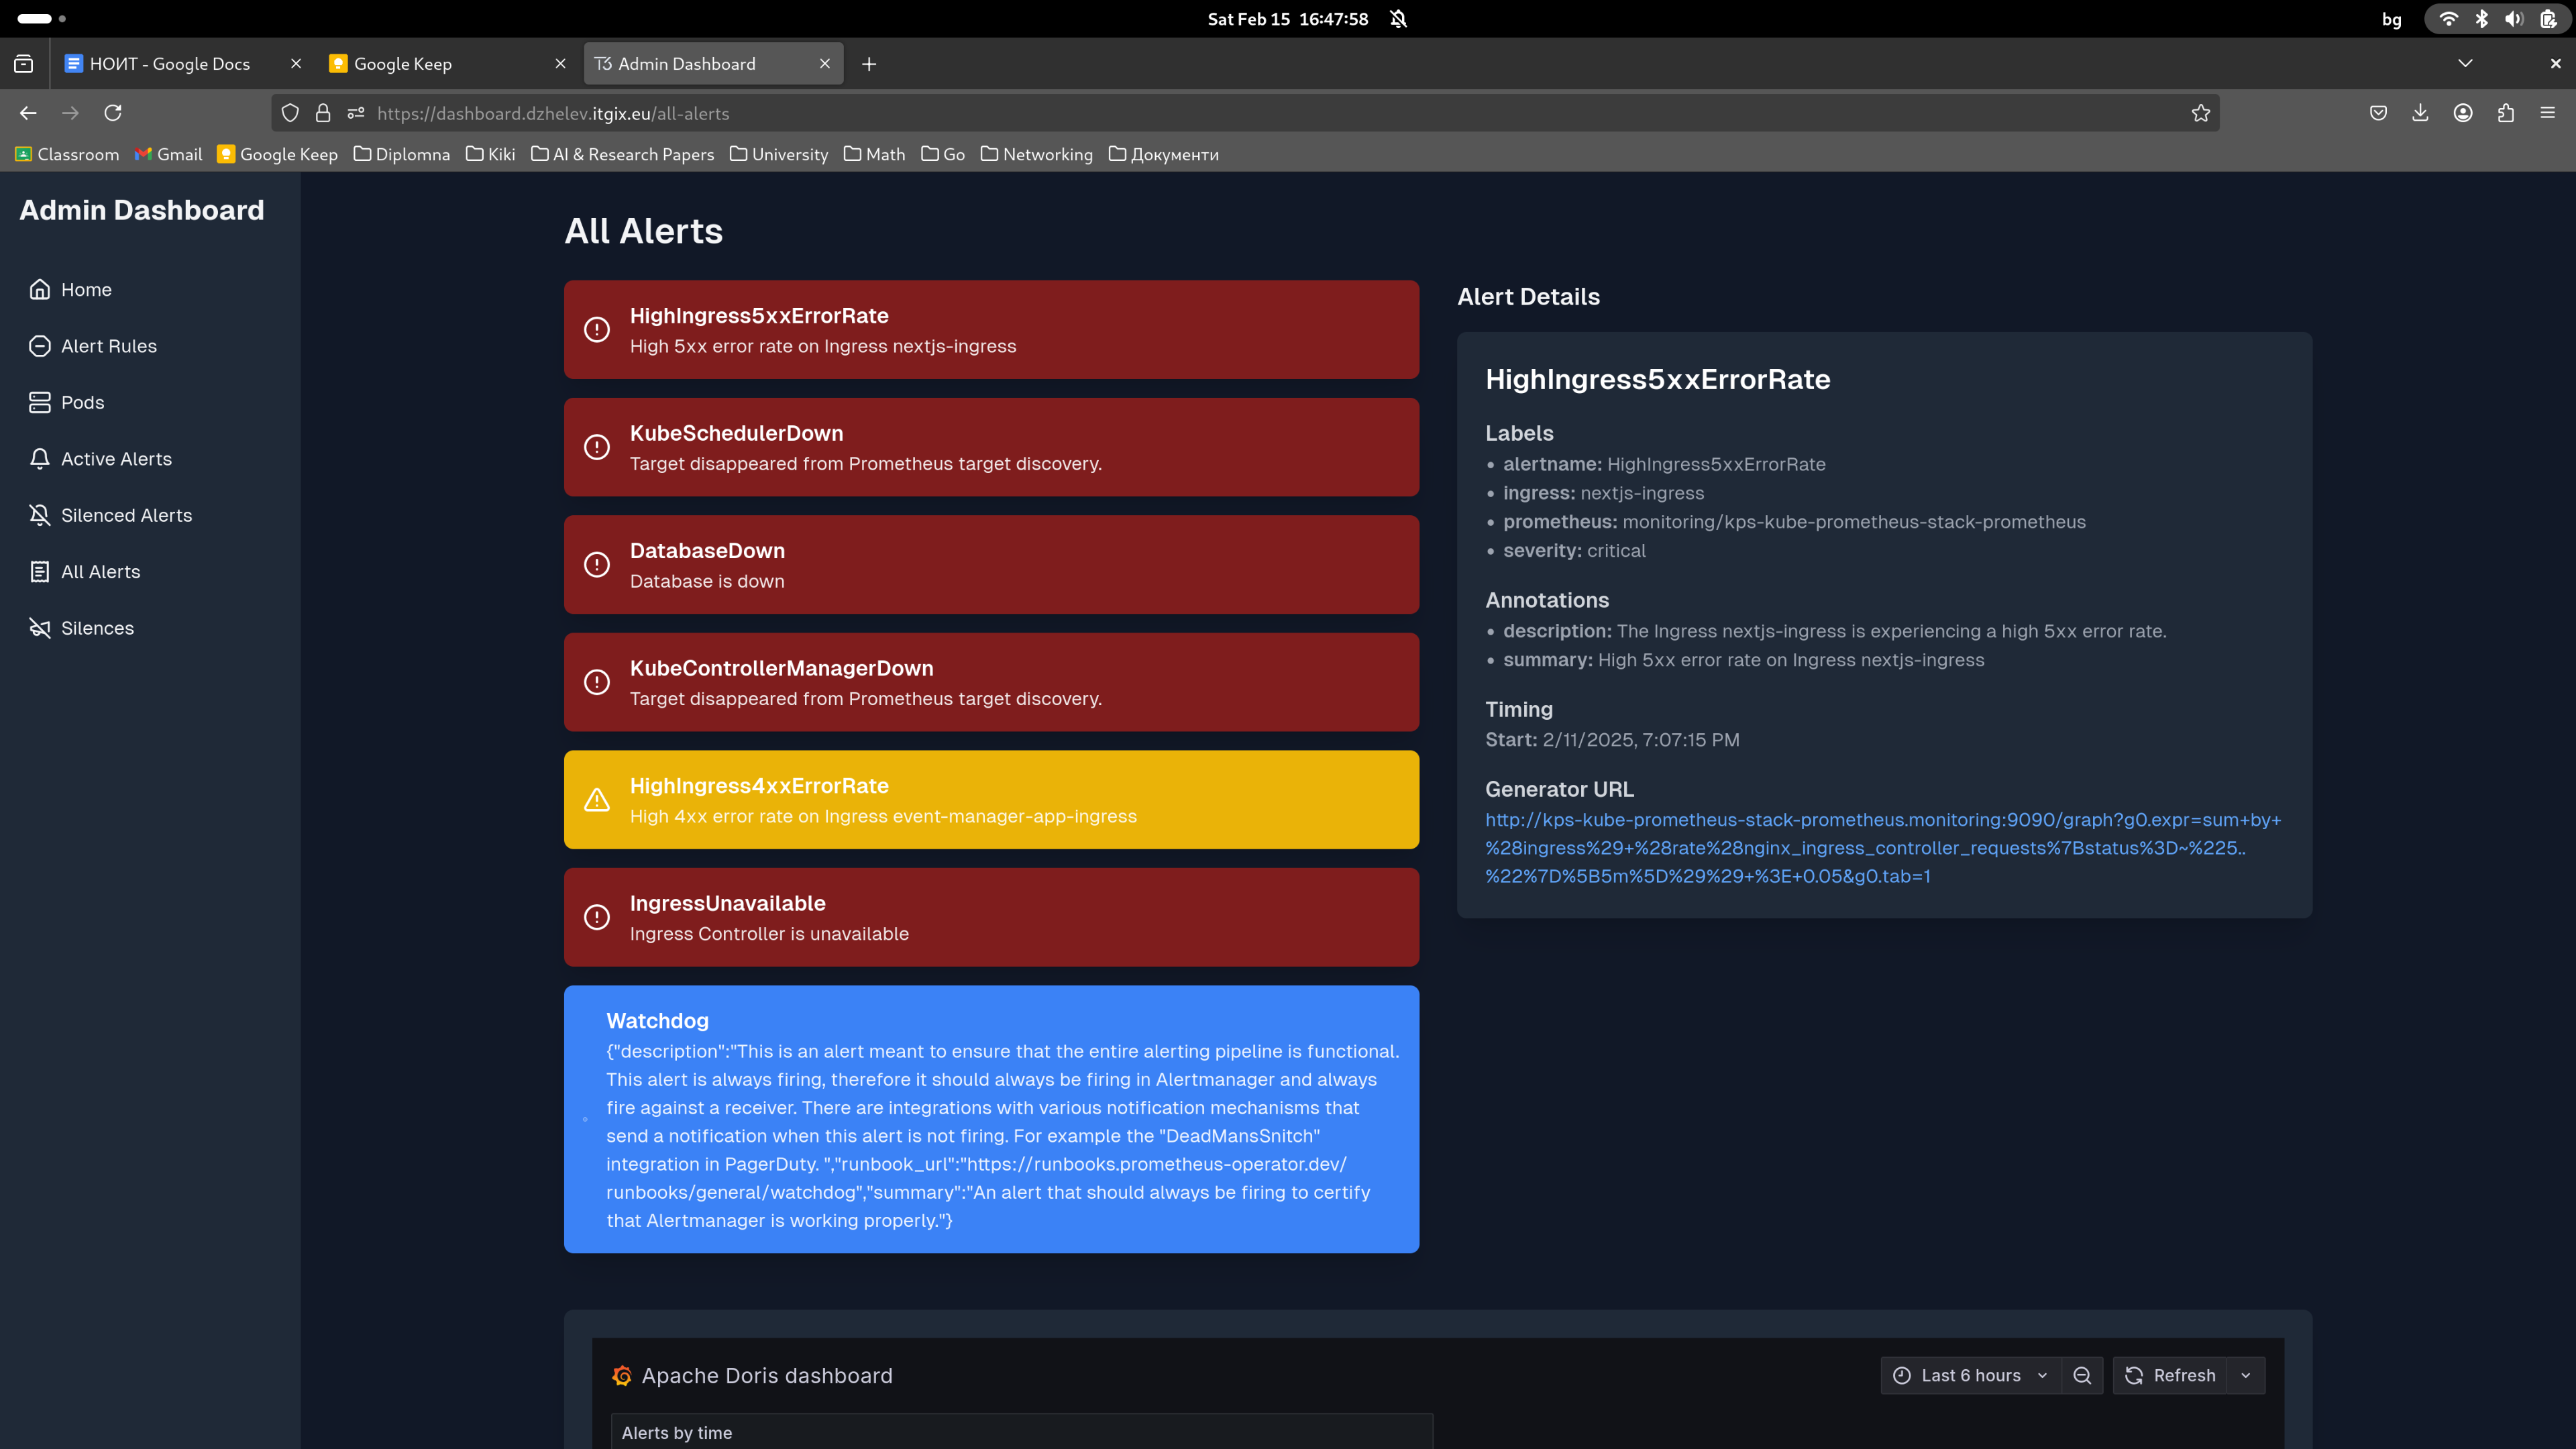 Sat Feb 15 16:47:58
bg
НОИТ - Google Docs
Google Keep
Admin Dashboard
https://dashboard.dzhelev.itgix.eu/all-alerts
Classroom
Gmail
Google Keep
Diplomna
Kiki
AI & Research Papers
University
Math
Go
Networking
Документи
Admin Dashboard
Home
Alert Rules
Pods
Active Alerts
Silenced Alerts
All Alerts
Silences
All Alerts
HighIngress5xxErrorRate
High 5xx error rate on Ingress nextjs-ingress
KubeSchedulerDown
Target disappeared from Prometheus target discovery.
DatabaseDown
Database is down
KubeControllerManagerDown
Target disappeared from Prometheus target discovery.
HighIngress4xxErrorRate
High 4xx error rate on Ingress event-manager-app-ingress
IngressUnavailable
Ingress Controller is unavailable
Watchdog
{"description":"This is an alert meant to ensure that the entire alerting pipeline is functional.
This alert is always firing, therefore it should always be firing in Alertmanager and always
fire against a receiver. There are integrations with various notification mechanisms that
send a notification when this alert is not firing. For example the "DeadMansSnitch"
integration in PagerDuty. ","runbook_url":"https://runbooks.prometheus-operator.dev/
runbooks/general/watchdog","summary":"An alert that should always be firing to certify
that Alertmanager is working properly."}
Alert Details
HighIngress5xxErrorRate
Labels
• alertname: HighIngress5xxErrorRate
• ingress: nextjs-ingress
• prometheus: monitoring/kps-kube-prometheus-stack-prometheus
• severity: critical
Annotations
• description: The Ingress nextjs-ingress is experiencing a high 5xx error rate.
• summary: High 5xx error rate on Ingress nextjs-ingress
Timing
Start: 2/11/2025, 7:07:15 PM
Generator URL
http://kps-kube-prometheus-stack-prometheus.monitoring:9090/graph?g0.expr=sum+by+
%28ingress%29+%28rate%28nginx_ingress_controller_requests%7Bstatus%3D~%225..
%22%7D%5B5m%5D%29%29+%3E+0.05&g0.tab=1
Apache Doris dashboard
Last 6 hours
Refresh
Alerts by time